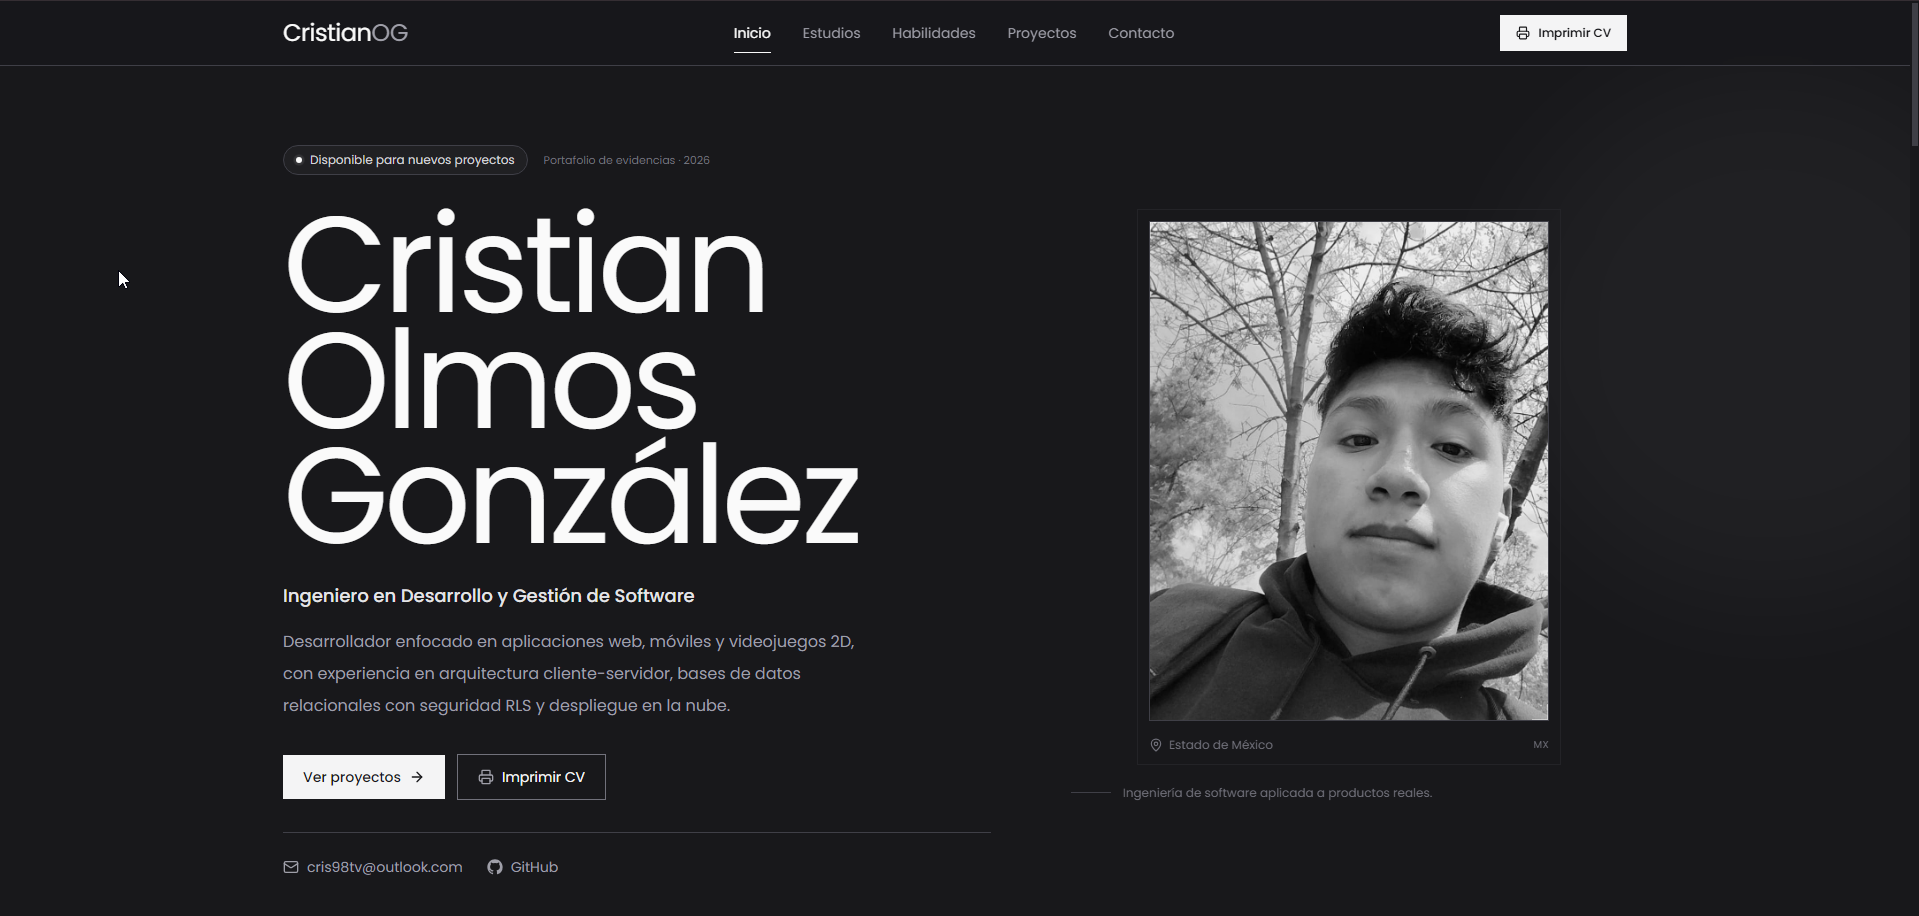 CristianOG
Inicio
Estudios
Habilidades
Proyectos
Contacto
Imprimir CV
Disponible para nuevos proyectos
Portafolio de evidencias · 2026
Cristian
Olmos
González
Ingeniero en Desarrollo y Gestión de Software
Desarrollador enfocado en aplicaciones web, móviles y videojuegos 2D,
con experiencia en arquitectura cliente-servidor, bases de datos
relacionales con seguridad RLS y despliegue en la nube.
Ver proyectos
Imprimir CV
cris98tv@outlook.com
GitHub
Estado de México
MX
Ingeniería de software aplicada a productos reales.